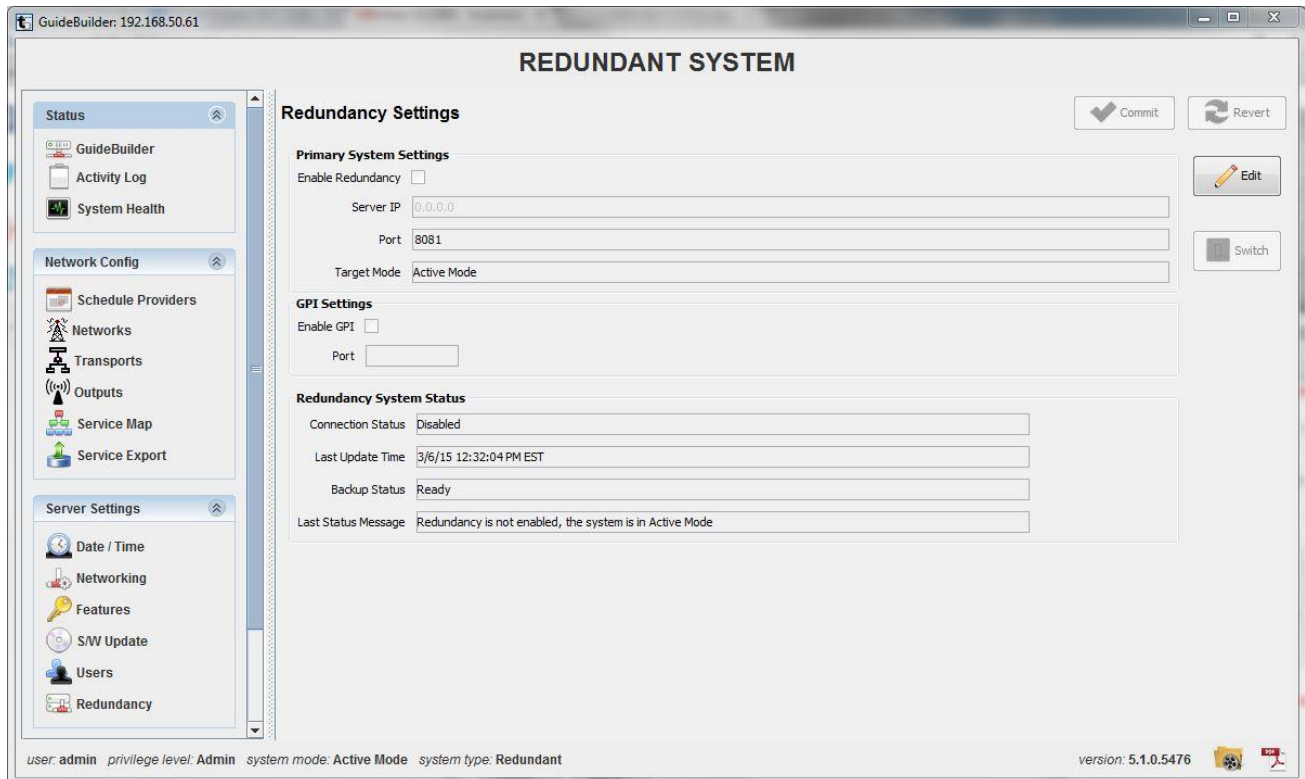 GuideBuilder: 192.168.50.61
REDUNDANT SYSTEM
Status
GuideBuilder
Activity Log
System Health
Network Config
Schedule Providers
Networks
Transports
Outputs
Service Map
Service Export
Server Settings
Date / Time
Networking
Features
S/W Update
Users
Redundancy
Redundancy Settings
Commit
Revert
Edit
Switch
Primary System Settings
Enable Redundancy
Server IP 0.0.0.0
Port 8081
Target Mode Active Mode
GPI Settings
Enable GPI
Port
Redundancy System Status
Connection Status Disabled
Last Update Time 3/6/15 12:32:04 PM EST
Backup Status Ready
Last Status Message Redundancy is not enabled, the system is in Active Mode
user: admin privilege level: Admin system mode: Active Mode system type: Redundant
version: 5.1.0.5476
PDF